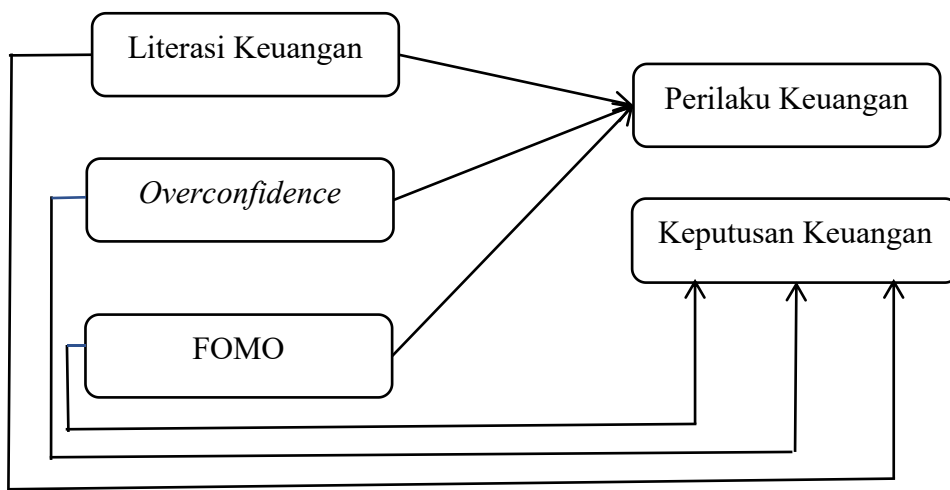 Literasi Keuangan
Perilaku Keuangan
Overconfidence
Keputusan Keuangan
FOMO